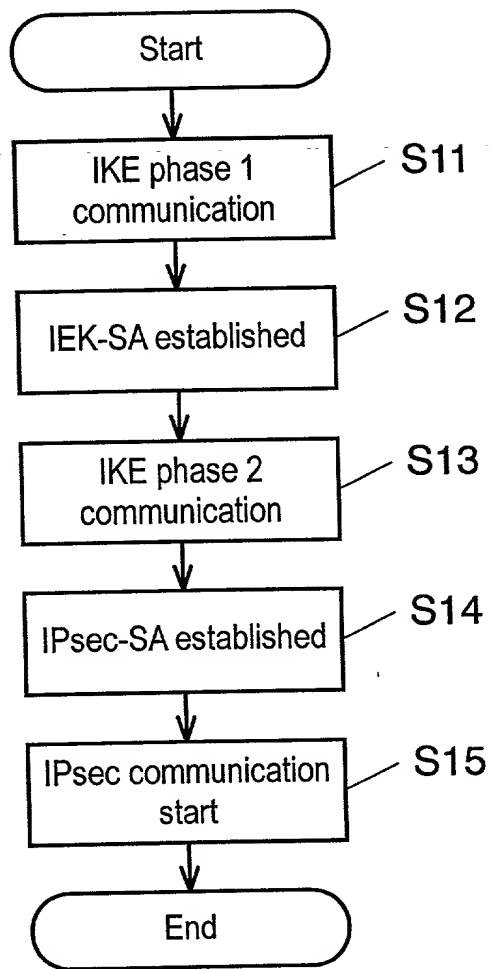 Start
IKE phase 1
communication
S11
IEK-SA established
S12
IKE phase 2
communication
S13
IPsec-SA established
S14
IPsec communication
start
S15
End